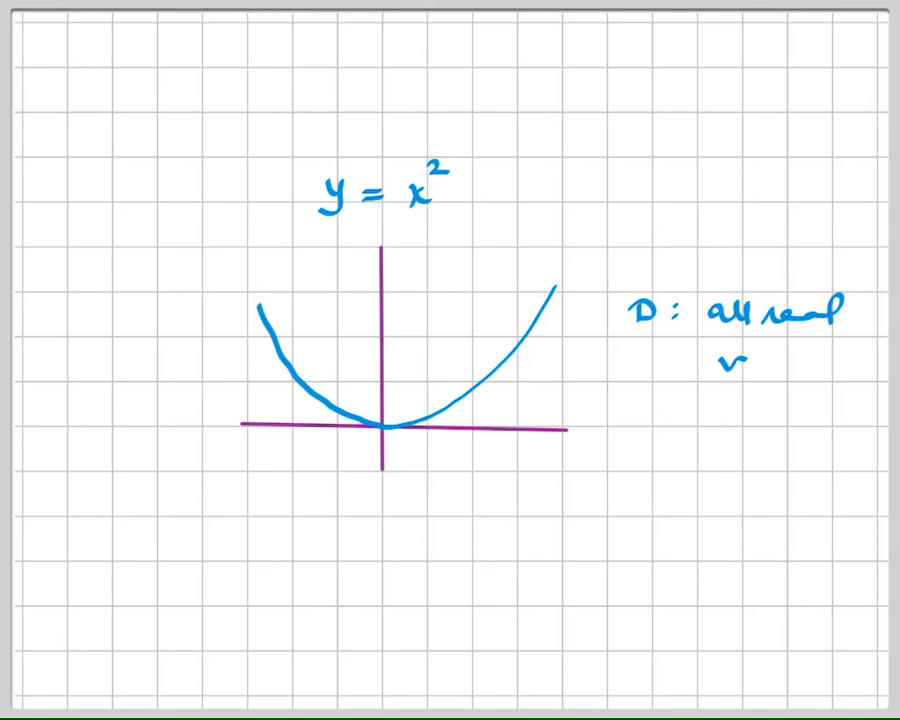 y = x²
D: all real